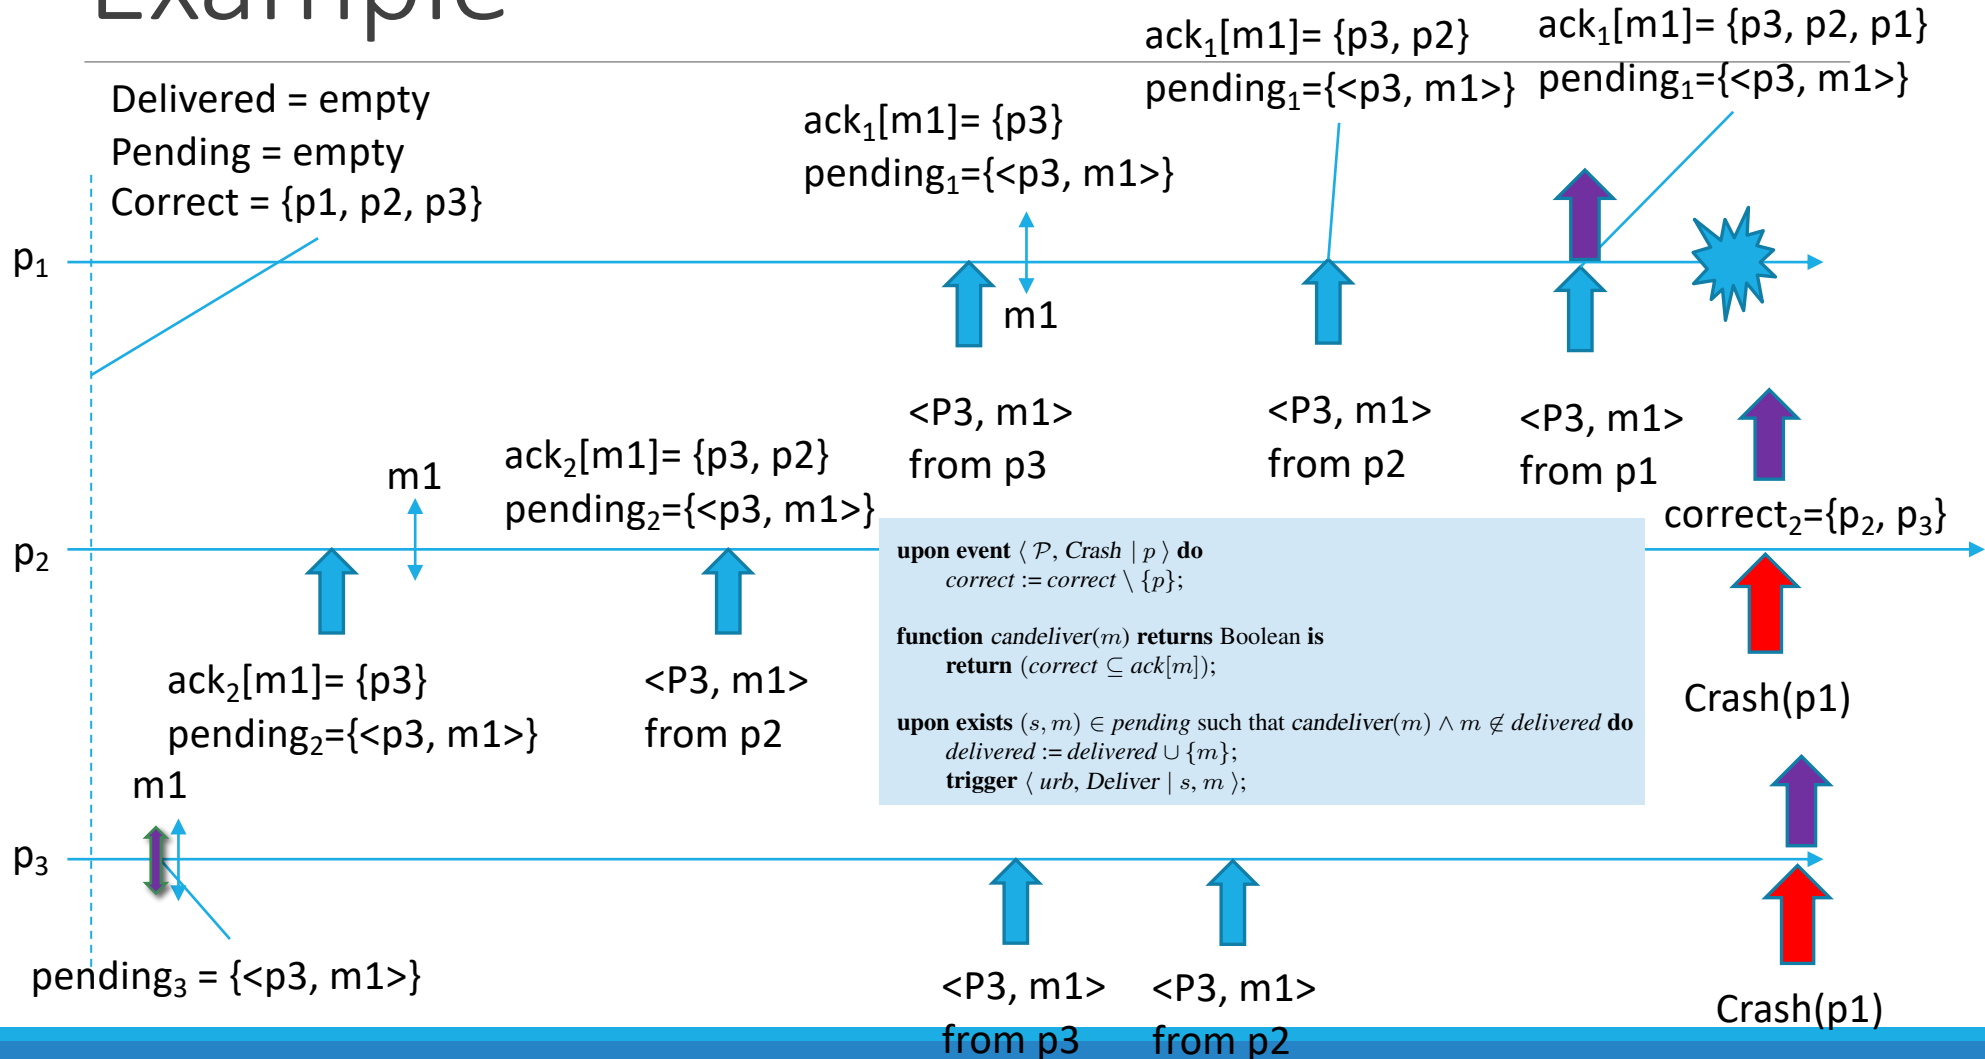 Example
ack₁[m1]= {p3, p2}
pending₁={<p3, m1>}
ack₁[m1]= {p3, p2, p1}
pending₁={<p3, m1>}
Delivered = empty
Pending = empty
Correct = {p1, p2, p3}
ack₁[m1]= {p3}
pending₁={<p3, m1>}
p₁
m1
<P3, m1>
from p3
<P3, m1>
from p2
<P3, m1>
from p1
m1
ack₂[m1]= {p3, p2}
pending₂={<p3, m1>}
correct₂={p₂, p₃}
p₂
upon event ⟨ 𝒫, Crash | p ⟩ do
correct := correct \ {p};
function candeliver(m) returns Boolean is
return (correct ⊆ ack[m]);
upon exists (s, m) ∈ pending such that candeliver(m) ∧ m ∉ delivered do
delivered := delivered ∪ {m};
trigger ⟨ urb, Deliver | s, m ⟩;
ack₂[m1]= {p3}
pending₂={<p3, m1>}
<P3, m1>
from p2
Crash(p1)
m1
p₃
pending₃ = {<p3, m1>}
<P3, m1>
from p3
<P3, m1>
from p2
Crash(p1)